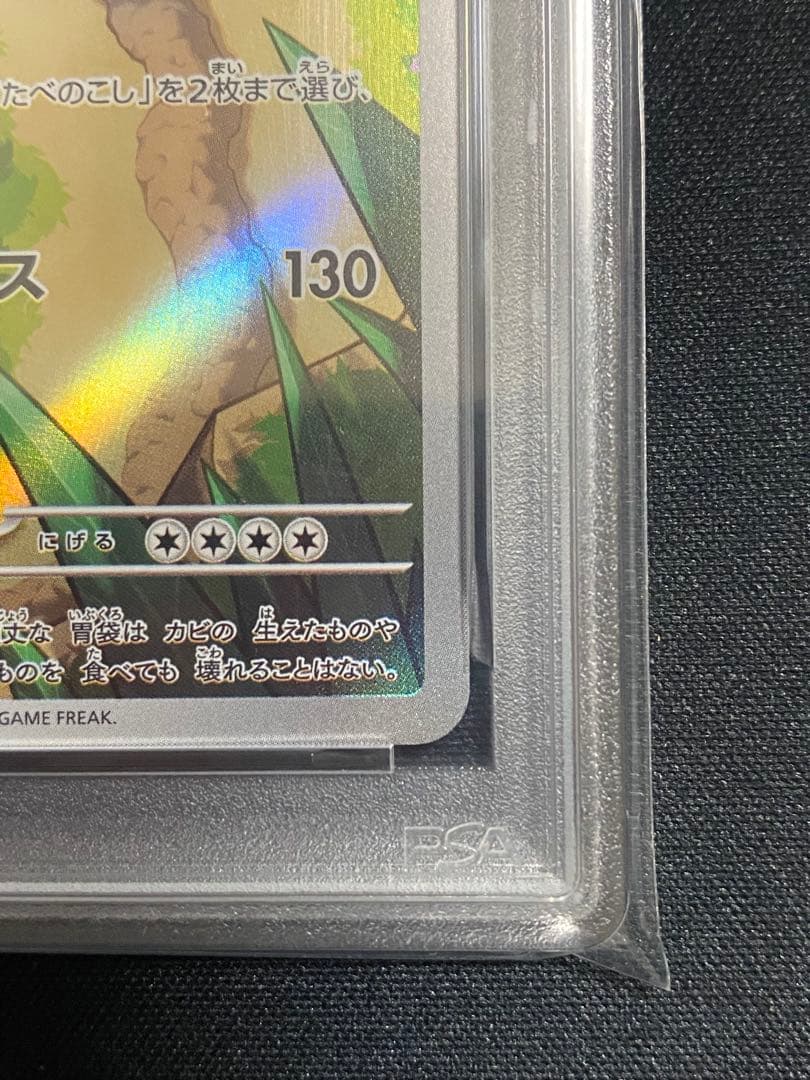 たべのこし」を2枚まで選び、
ス 130
にげる
丈な 胃袋は カビの 生えたものや
ものを 食べても 壊れることはない。
GAME FREAK.
PSA